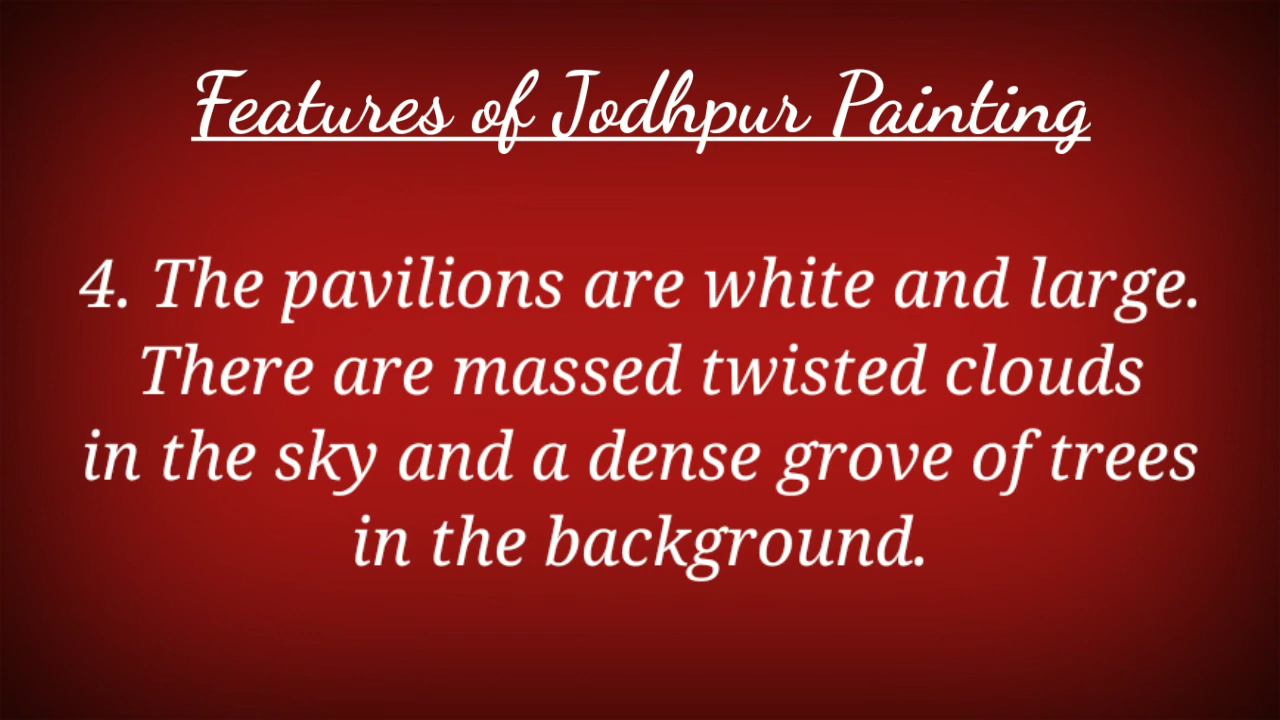 Features of Jodhpur Painting
4. The pavilions are white and large.
There are massed twisted clouds
in the sky and a dense grove of trees
in the background.